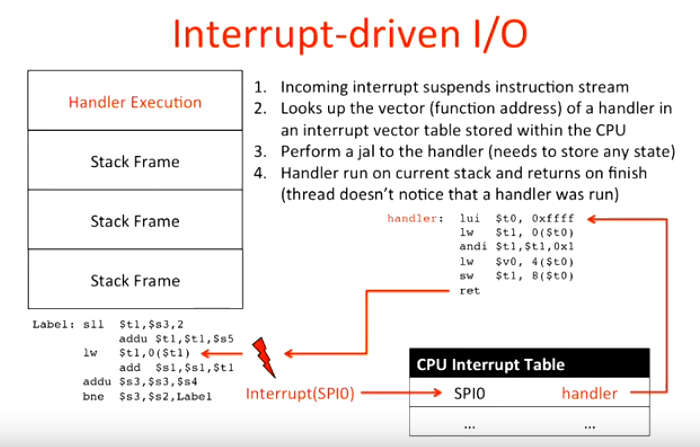 Interrupt-driven I/O
Handler Execution
Stack Frame
Stack Frame
Stack Frame
1. Incoming interrupt suspends instruction stream
2. Looks up the vector (function address) of a handler in
an interrupt vector table stored within the CPU
3. Perform a jal to the handler (needs to store any state)
4. Handler run on current stack and returns on finish
(thread doesn't notice that a handler was run)
handler: lui $t0, 0xffff
lw $t1, 0($t0)
andi $t1,$t1,0x1
lw $v0, 4($t0)
sw $t1, 8($t0)
ret
Label: sll $t1,$s3,2
addu $t1,$t1,$s5
lw $t1,0($t1)
add $s1,$s1,$t1
addu $s3,$s3,$s4
bne $s3,$s2,Label
Interrupt(SPI0)
CPU Interrupt Table
SPI0 handler
... ...